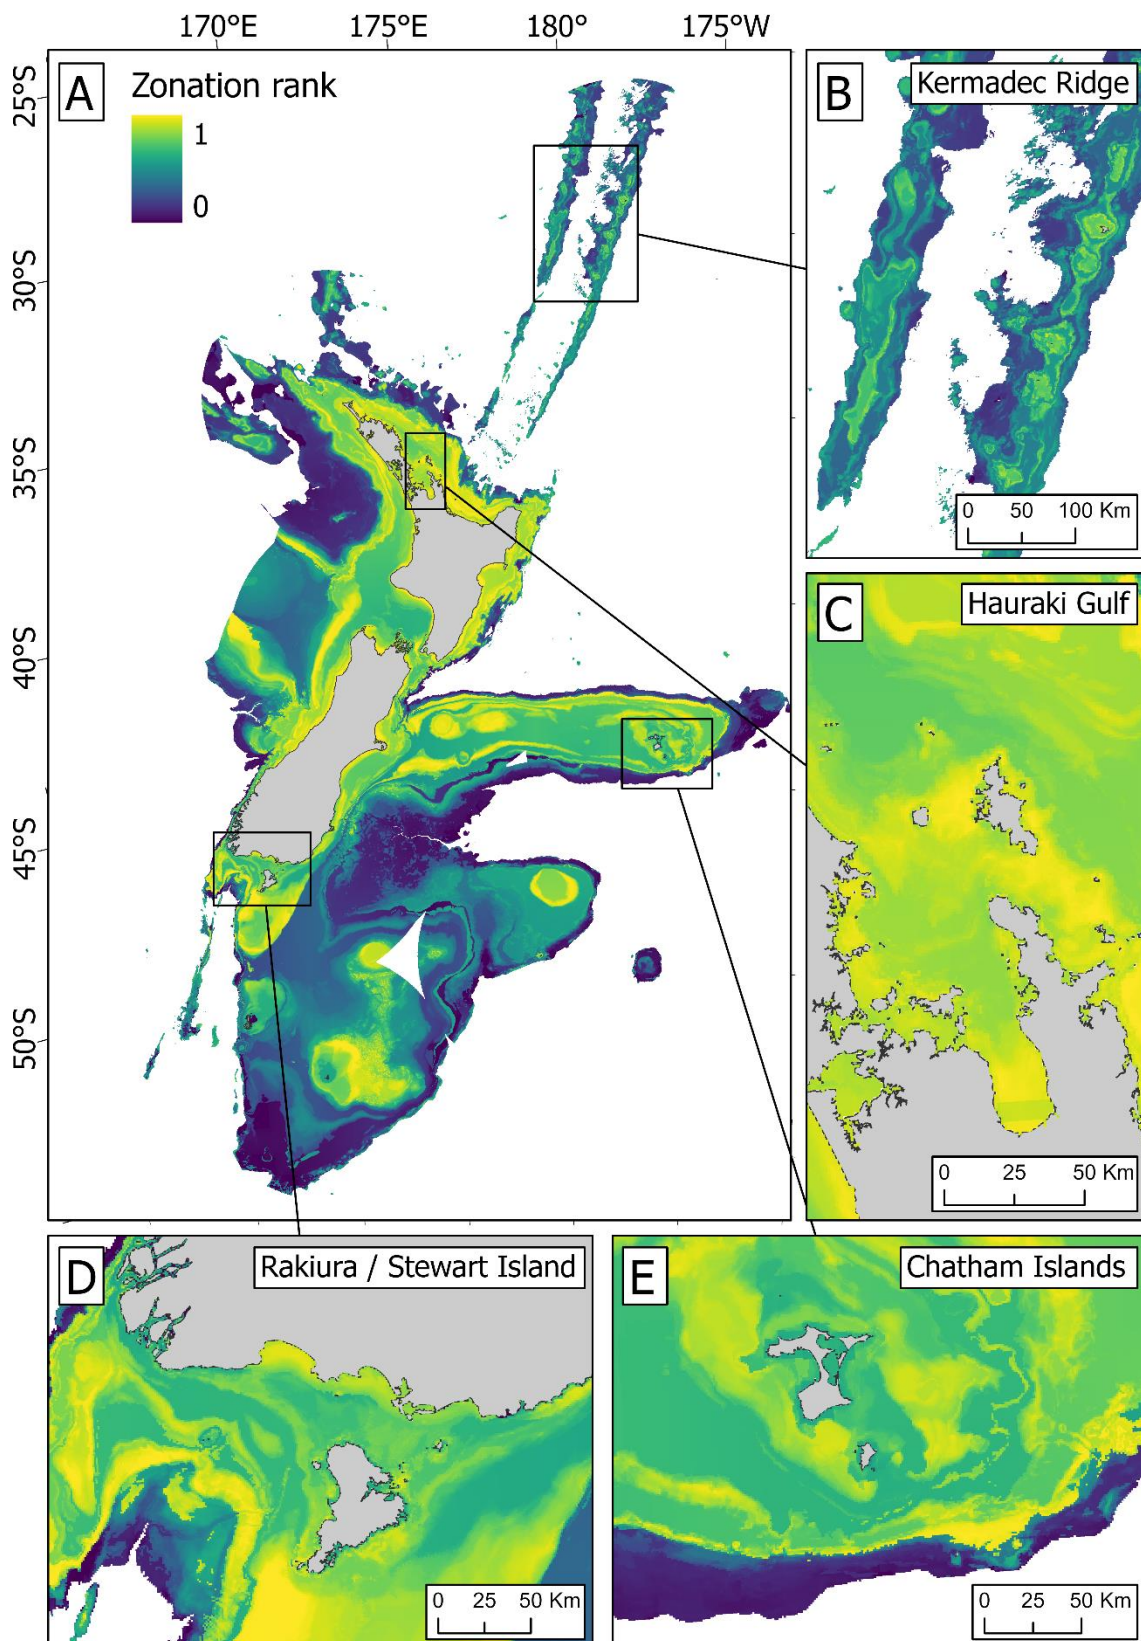 170°E 175°E 180° 175°W
A
Zonation rank
1
0
25°S
30°S
35°S
40°S
45°S
50°S
B
Kermadec Ridge
0 50 100 Km
C
Hauraki Gulf
0 25 50 Km
D
Rakiura / Stewart Island
0 25 50 Km
E
Chatham Islands
0 25 50 Km